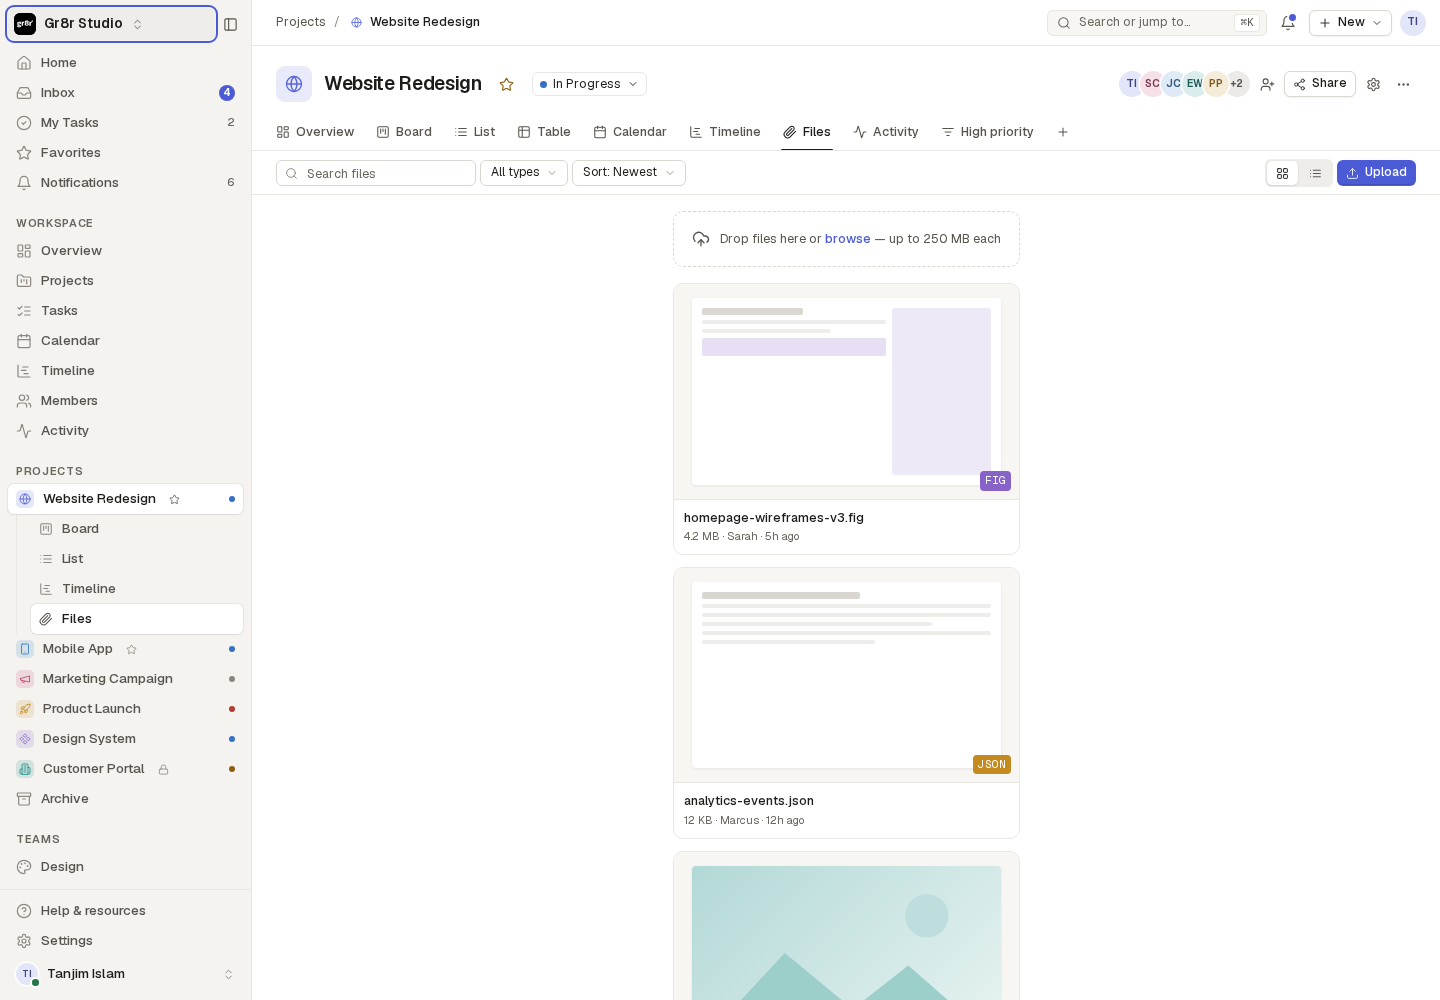 gr8r
Gr8r Studio
Home
Inbox
4
My Tasks
2
Favorites
Notifications
6
WORKSPACE
Overview
Projects
Tasks
Calendar
Timeline
Members
Activity
PROJECTS
Website Redesign
Board
List
Timeline
Files
Mobile App
Marketing Campaign
Product Launch
Design System
Customer Portal
Archive
TEAMS
Design
Help & resources
Settings
TI
Tanjim Islam
Projects / Website Redesign
Search or jump to...
⌘K
New
TI
Website Redesign
In Progress
TI SC JC EW PP +2
Share
Overview Board List Table Calendar Timeline Files Activity High priority
Search files
All types
Sort: Newest
Upload
Drop files here or browse — up to 250 MB each
FIG
homepage-wireframes-v3.fig
4.2 MB · Sarah · 5h ago
JSON
analytics-events.json
12 KB · Marcus · 12h ago